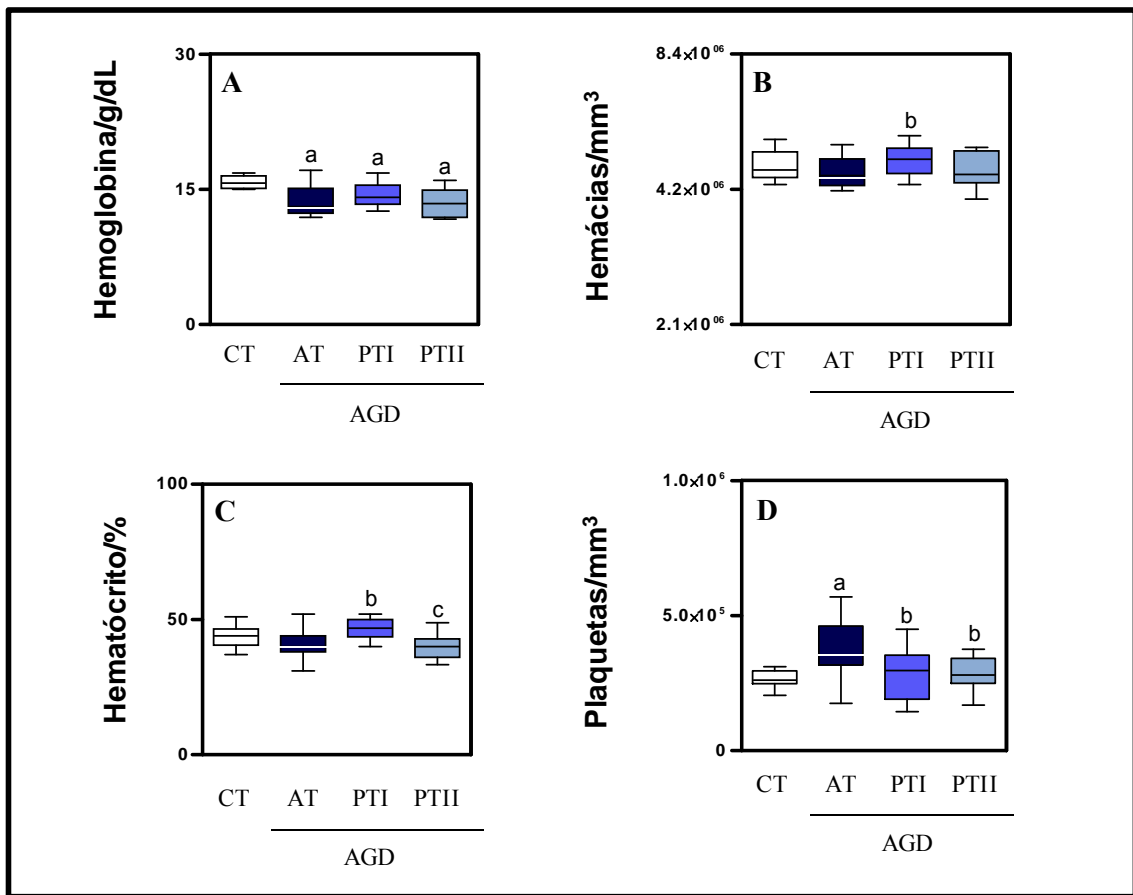 A
Hemoglobina/g/dL
30
15
0
a a a
CT AT PTI PTII
AGD
B
Hemácias/mm³
8.4×10⁰⁶
4.2×10⁰⁶
2.1×10⁰⁶
b
CT AT PTI PTII
AGD
C
Hematócrito/%
100
50
0
b c
CT AT PTI PTII
AGD
D
Plaquetas/mm³
1.0×10⁶
5.0×10⁵
0
a b b
CT AT PTI PTII
AGD